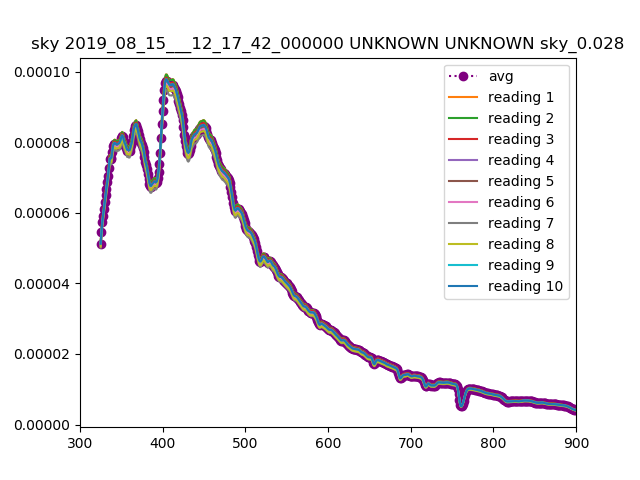 sky 2019_08_15___12_17_42_000000 UNKNOWN UNKNOWN sky_0.028
0.00010
0.00008
0.00006
0.00004
0.00002
0.00000
300 400 500 600 700 800 900
avg
reading 1
reading 2
reading 3
reading 4
reading 5
reading 6
reading 7
reading 8
reading 9
reading 10